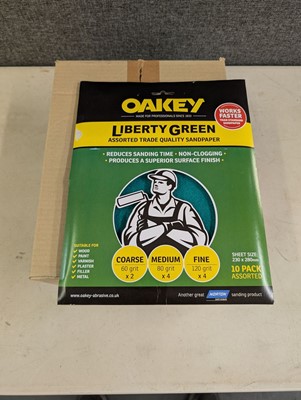 OAKEY
MADE FOR PROFESSIONALS SINCE 1833
LIBERTY GREEN
ASSORTED TRADE QUALITY SANDPAPER
WORKS
FASTER
THAN STANDARD
SANDPAPER
• REDUCES SANDING TIME • NON-CLOGGING •
• PRODUCES A SUPERIOR SURFACE FINISH •
SUITABLE FOR
• WOOD
• PAINT
• VARNISH
• PLASTER
• FILLER
• METAL
COARSE
60 grit
x 2
MEDIUM
80 grit
x 4
FINE
120 grit
x 4
SHEET SIZE
230 x 280mm
10 PACK
ASSORTED
www.oakey-abrasive.co.uk
Another great
NORTON
sanding product